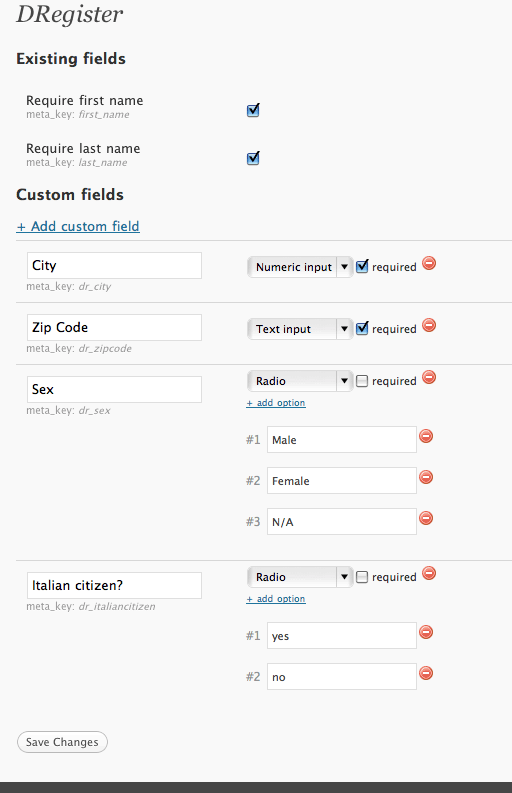 DRegister
Existing fields
Require first name
meta_key: first_name
Require last name
meta_key: last_name
Custom fields
+ Add custom field
City Numeric input required
meta_key: dr_city
Zip Code Text input required
meta_key: dr_zipcode
Sex Radio required
meta_key: dr_sex + add option
#1 Male
#2 Female
#3 N/A
Italian citizen? Radio required
meta_key: dr_italiancitizen + add option
#1 yes
#2 no
Save Changes